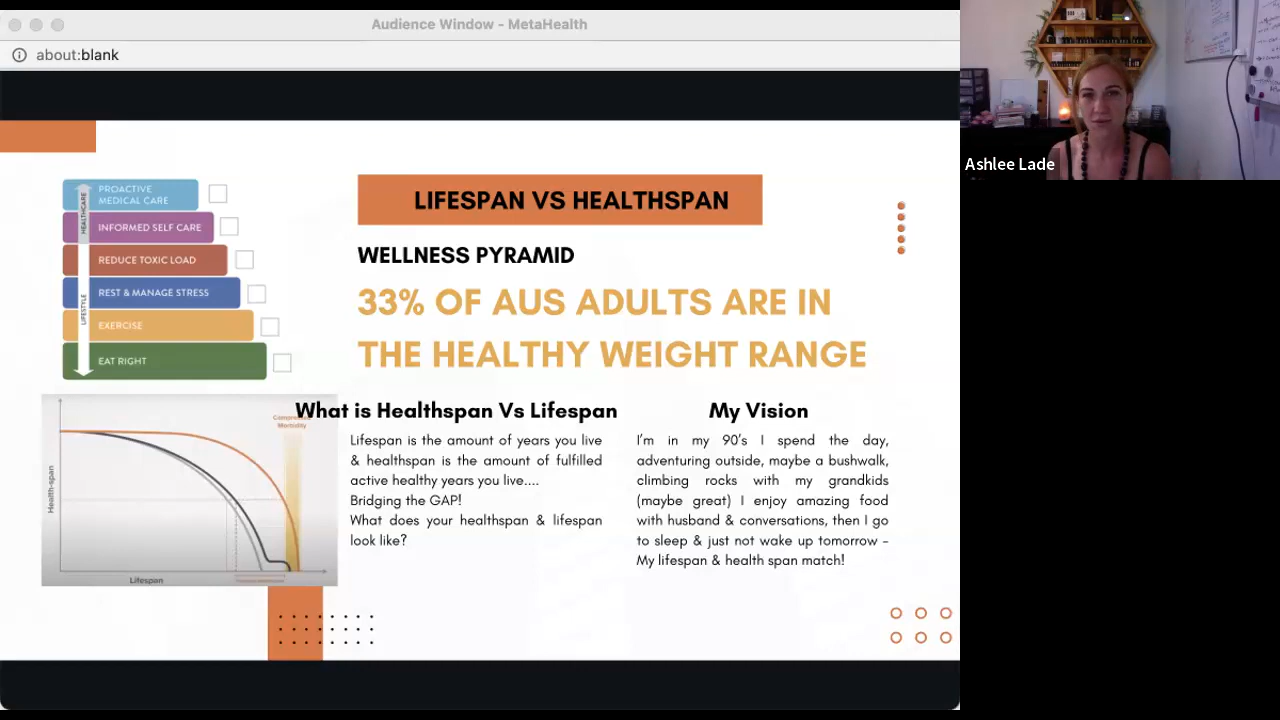 Audience Window - MetaHealth
about:blank
PROACTIVE
MEDICAL CARE
INFORMED SELF CARE
REDUCE TOXIC LOAD
REST & MANAGE STRESS
EXERCISE
EAT RIGHT
HEALTHCARE
LIFESTYLE
LIFESPAN VS HEALTHSPAN
WELLNESS PYRAMID
33% OF AUS ADULTS ARE IN
THE HEALTHY WEIGHT RANGE
What is Healthspan Vs Lifespan
Lifespan is the amount of years you live
& healthspan is the amount of fulfilled
active healthy years you live....
Bridging the GAP!
What does your healthspan & lifespan
look like?
My Vision
I'm in my 90's I spend the day,
adventuring outside, maybe a bushwalk,
climbing rocks with my grandkids
(maybe great) I enjoy amazing food
with husband & conversations, then I go
to sleep & just not wake up tomorrow -
My lifespan & health span match!
Morbidity
Health-span
Lifespan
Ashlee Lade